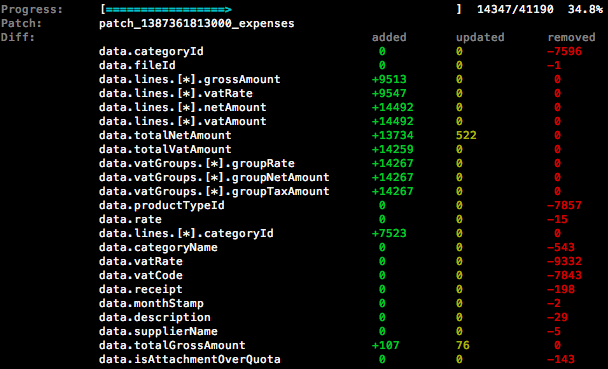 Progress: [=================> ] 14347/41190 34.8%
Patch: patch_1387361813000_expenses
Diff: added updated removed
data.categoryId 0 0 -7596
data.fileId 0 0 -1
data.lines.[*].grossAmount +9513 0 0
data.lines.[*].vatRate +9547 0 0
data.lines.[*].netAmount +14492 0 0
data.lines.[*].vatAmount +14492 0 0
data.totalNetAmount +13734 522 0
data.totalVatAmount +14259 0 0
data.vatGroups.[*].groupRate +14267 0 0
data.vatGroups.[*].groupNetAmount +14267 0 0
data.vatGroups.[*].groupTaxAmount +14267 0 0
data.productTypeId 0 0 -7857
data.rate 0 0 -15
data.lines.[*].categoryId +7523 0 0
data.categoryName 0 0 -543
data.vatRate 0 0 -9332
data.vatCode 0 0 -7843
data.receipt 0 0 -198
data.monthStamp 0 0 -2
data.description 0 0 -29
data.supplierName 0 0 -5
data.totalGrossAmount +107 76 0
data.isAttachmentOverQuota 0 0 -143